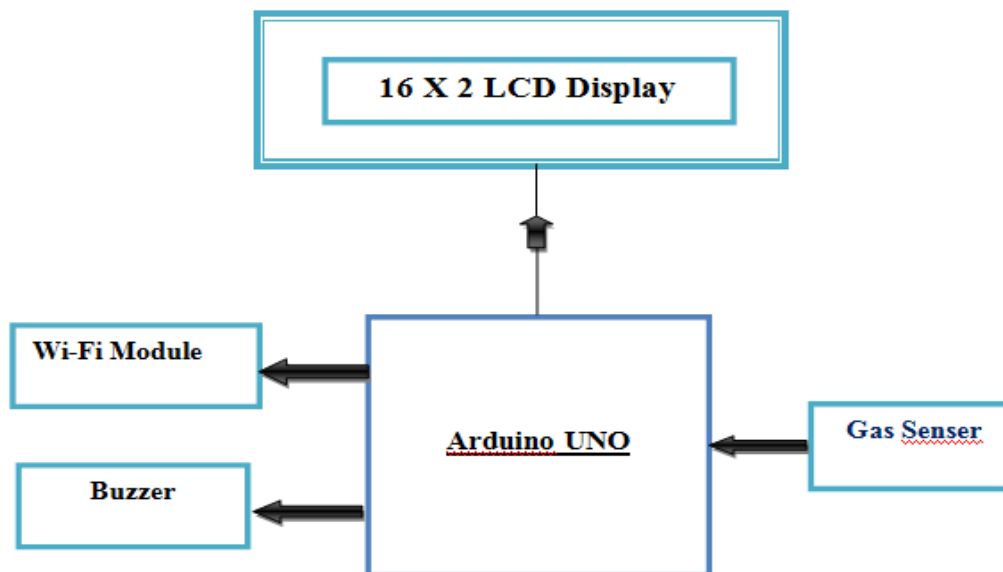 16 X 2 LCD Display
Wi-Fi Module
Arduino UNO
Gas Senser
Buzzer